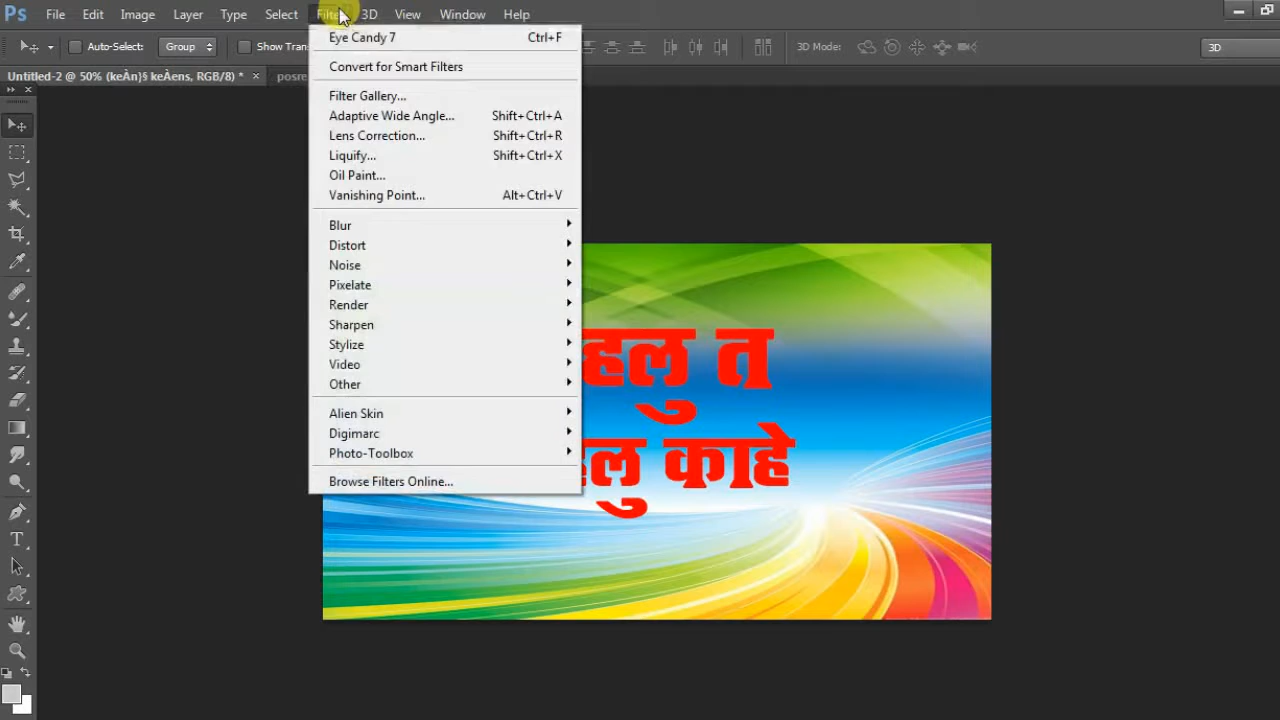 Ps File Edit Image Layer Type Select Filter 3D View Window Help
Auto-Select: Group Show Tran 3D Mode: 3D
Untitled-2 @ 50% (keÂn)§ keÀens, RGB/8) * × posre
Eye Candy 7 Ctrl+F
Convert for Smart Filters
Filter Gallery...
Adaptive Wide Angle... Shift+Ctrl+A
Lens Correction... Shift+Ctrl+R
Liquify... Shift+Ctrl+X
Oil Paint...
Vanishing Point... Alt+Ctrl+V
Blur
Distort
Noise
Pixelate
Render
Sharpen
Stylize
Video
Other
Alien Skin
Digimarc
Photo-Toolbox
Browse Filters Online...
हलु त
लु काहे